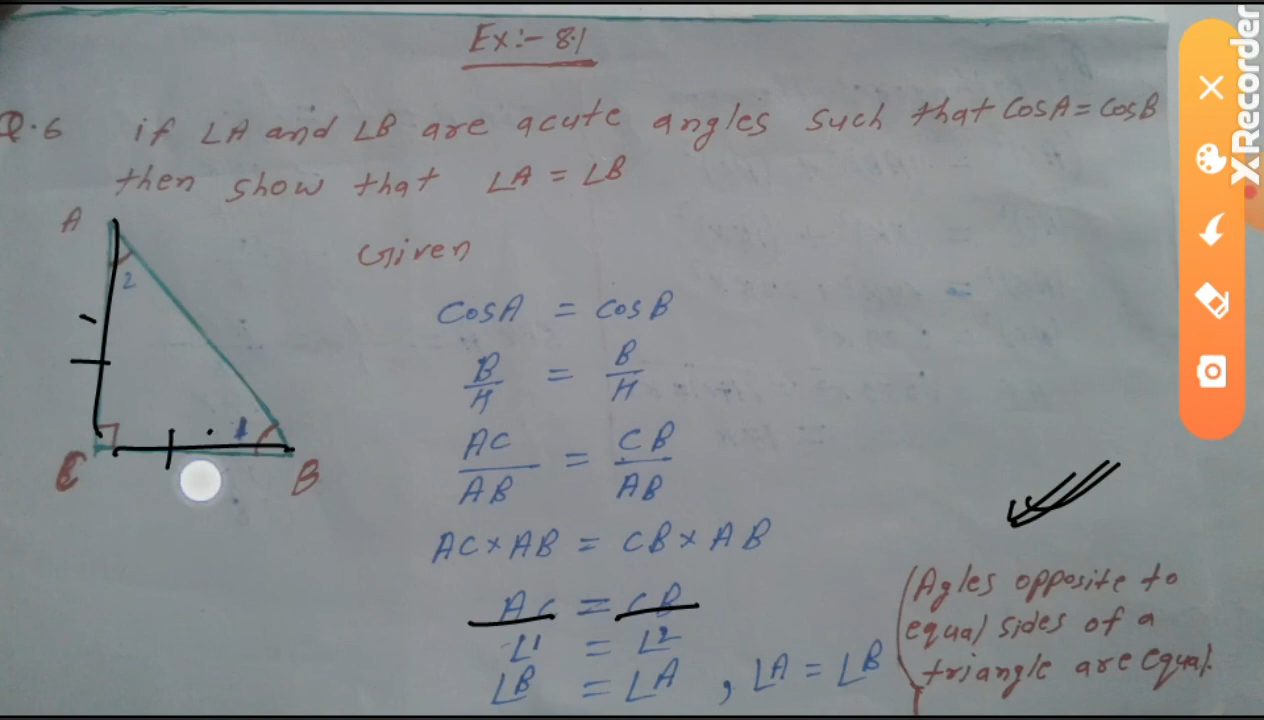 Ex:- 8.1
Q.6 if ∠A and ∠B are acute angles such that CosA = CosB
then show that ∠A = ∠B
A
2
1
C
B
Given
CosA = CosB
B/H = B/H
AC/AB = CB/AB
AC×AB = CB×AB
AC = CB
∠1 = ∠2
∠B = ∠A , ∠A = ∠B
(Agles opposite to
equal sides of a
triangle are equal.
XRecorder